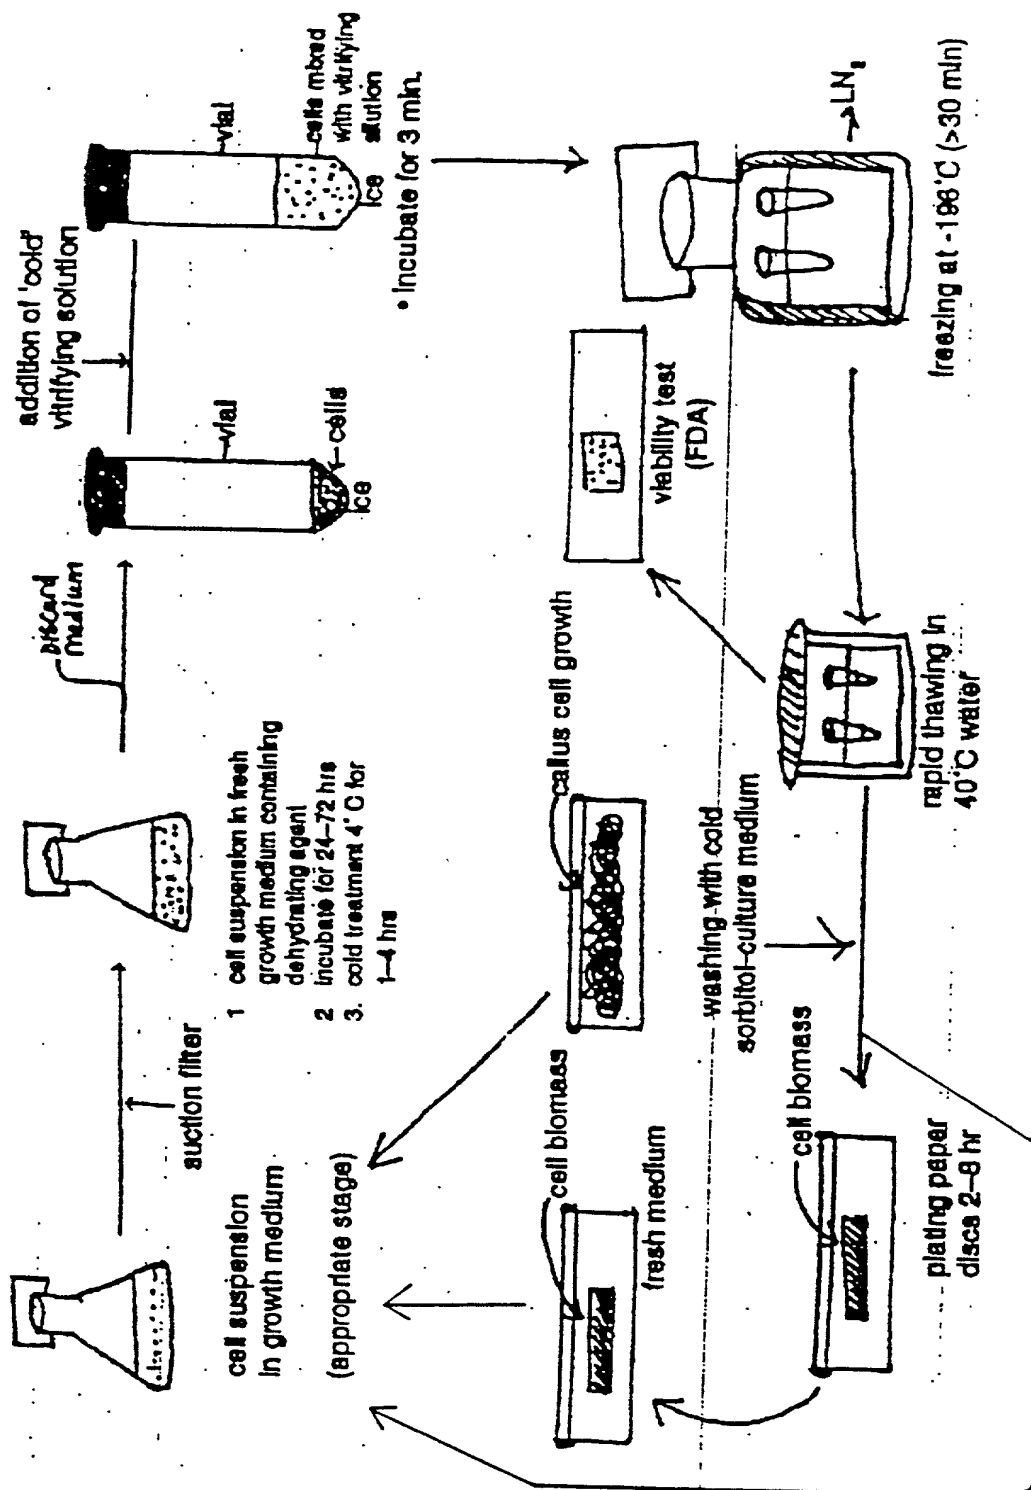 cell suspension
in growth medium
(appropriate stage)
suction filter
1 cell suspension in fresh
growth medium containing
dehydrating agent
2 incubate for 24–72 hrs
3. cold treatment 4°C for
1–4 hrs
Discard
medium
vial
cells
ice
addition of 'cold'
vitrifying solution
vial
cells mixed
with vitrifying
slution
ice
• Incubate for 3 min.
LN₂
freezing at -196°C (>30 min)
viability test
(FDA)
rapid thawing in
40°C water
washing with cold
sorbitol-culture medium
cell biomass
plating paper
discs 2–8 hr
cell biomass
fresh medium
callus cell growth